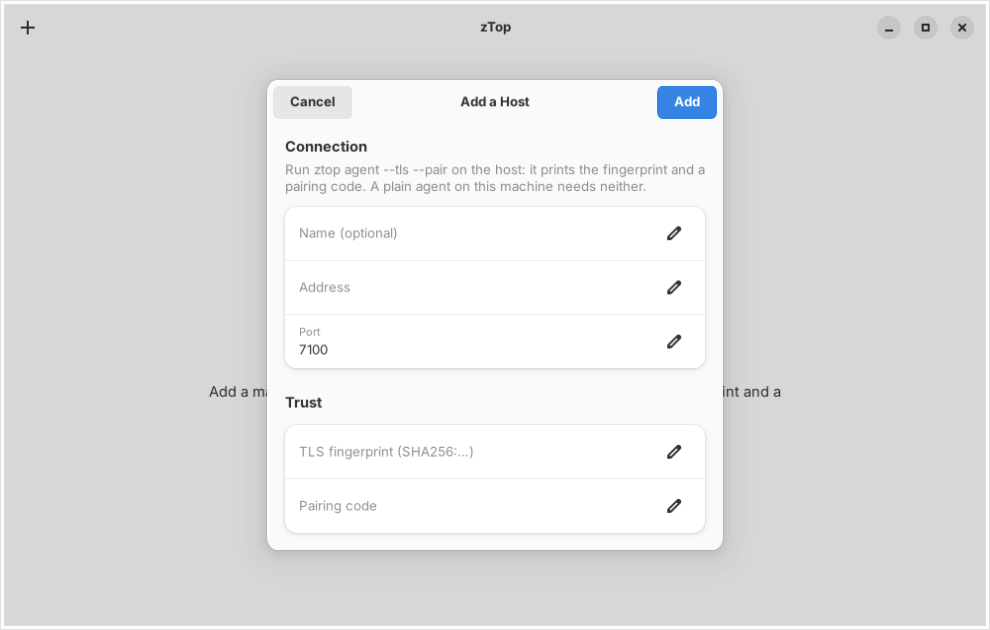 zTop
Cancel
Add a Host
Add
Connection
Run ztop agent --tls --pair on the host: it prints the fingerprint and a
pairing code. A plain agent on this machine needs neither.
Name (optional)
Address
Port
7100
Add a
int and a
Trust
TLS fingerprint (SHA256:...)
Pairing code